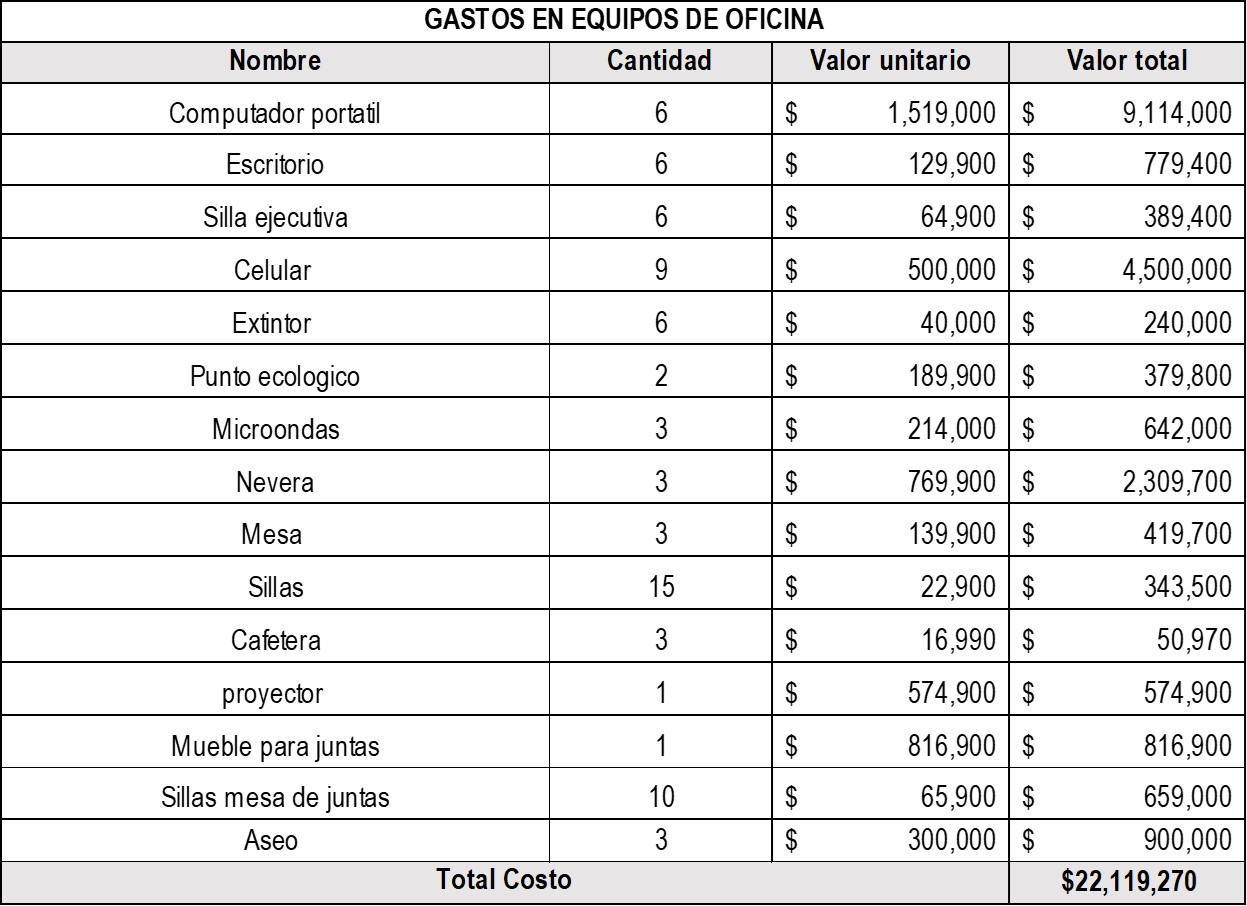 GASTOS EN EQUIPOS DE OFICINA
Nombre Cantidad Valor unitario Valor total
Computador portatil 6 $ 1,519,000 $ 9,114,000
Escritorio 6 $ 129,900 $ 779,400
Silla ejecutiva 6 $ 64,900 $ 389,400
Celular 9 $ 500,000 $ 4,500,000
Extintor 6 $ 40,000 $ 240,000
Punto ecologico 2 $ 189,900 $ 379,800
Microondas 3 $ 214,000 $ 642,000
Nevera 3 $ 769,900 $ 2,309,700
Mesa 3 $ 139,900 $ 419,700
Sillas 15 $ 22,900 $ 343,500
Cafetera 3 $ 16,990 $ 50,970
proyector 1 $ 574,900 $ 574,900
Mueble para juntas 1 $ 816,900 $ 816,900
Sillas mesa de juntas 10 $ 65,900 $ 659,000
Aseo 3 $ 300,000 $ 900,000
Total Costo $22,119,270